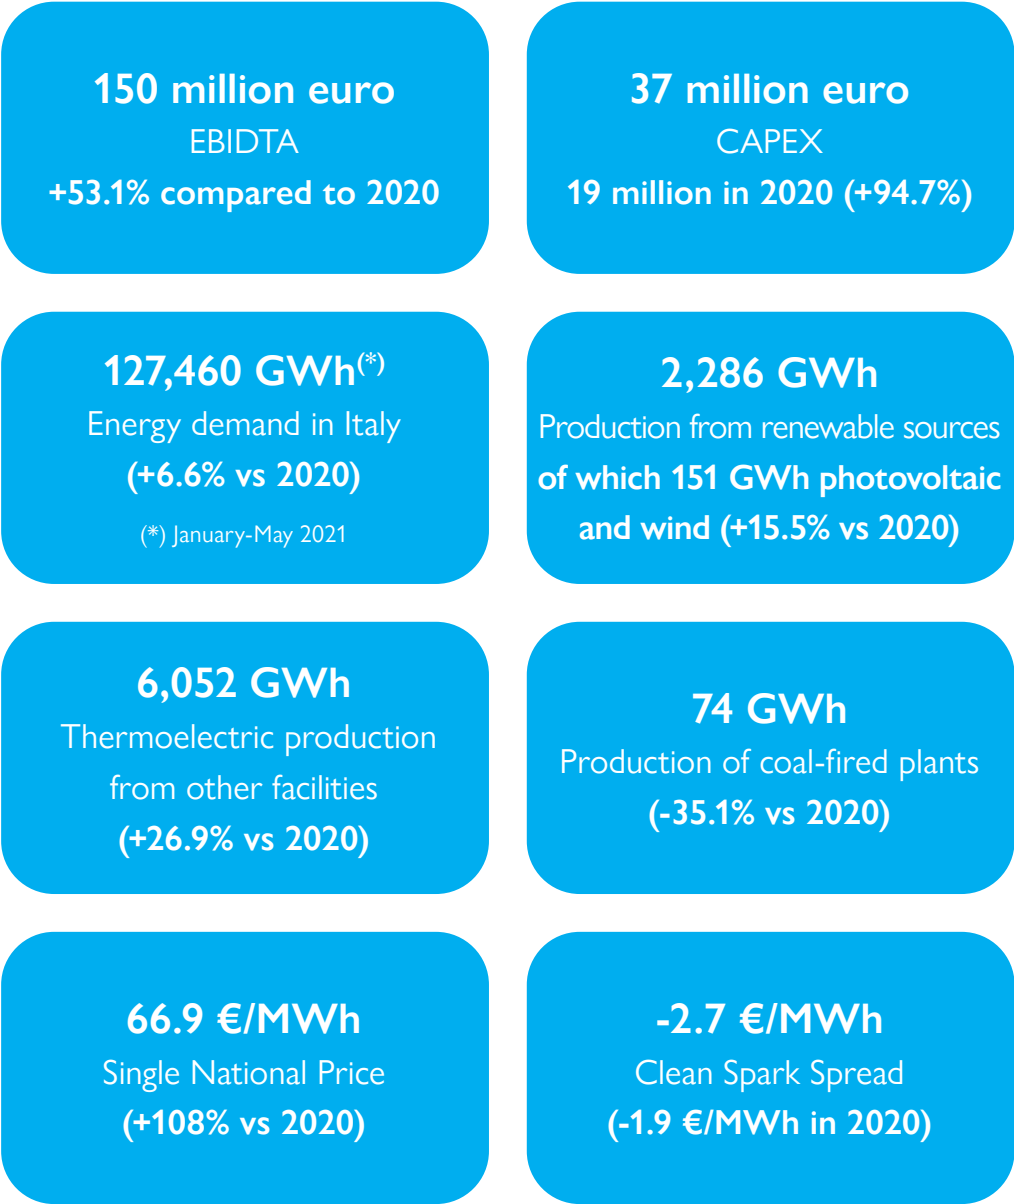 150 million euro
EBIDTA
+53.1% compared to 2020
37 million euro
CAPEX
19 million in 2020 (+94.7%)
127,460 GWh(*)
Energy demand in Italy
(+6.6% vs 2020)
(*) January-May 2021
2,286 GWh
Production from renewable sources
of which 151 GWh photovoltaic
and wind (+15.5% vs 2020)
6,052 GWh
Thermoelectric production
from other facilities
(+26.9% vs 2020)
74 GWh
Production of coal-fired plants
(-35.1% vs 2020)
66.9 €/MWh
Single National Price
(+108% vs 2020)
-2.7 €/MWh
Clean Spark Spread
(-1.9 €/MWh in 2020)